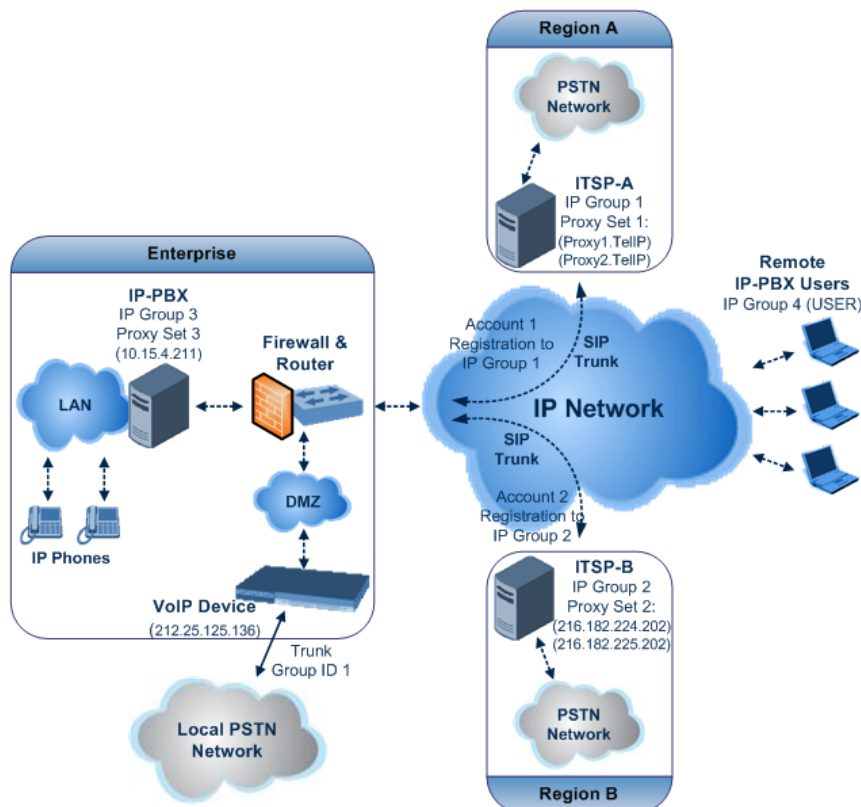 Region A
PSTN
Network
ITSP-A
IP Group 1
Proxy Set 1:
(Proxy1.TelIP)
(Proxy2.TelIP)
Enterprise
IP-PBX
IP Group 3
Proxy Set 3
(10.15.4.211)
Firewall &
Router
LAN
IP Phones
DMZ
VoIP Device
(212.25.125.136)
Trunk
Group ID 1
Local PSTN
Network
Account 1
Registration to
IP Group 1
SIP
Trunk
IP Network
SIP
Trunk
Account 2
Registration to
IP Group 2
Remote
IP-PBX Users
IP Group 4 (USER)
ITSP-B
IP Group 2
Proxy Set 2:
(216.182.224.202)
(216.182.225.202)
PSTN
Network
Region B